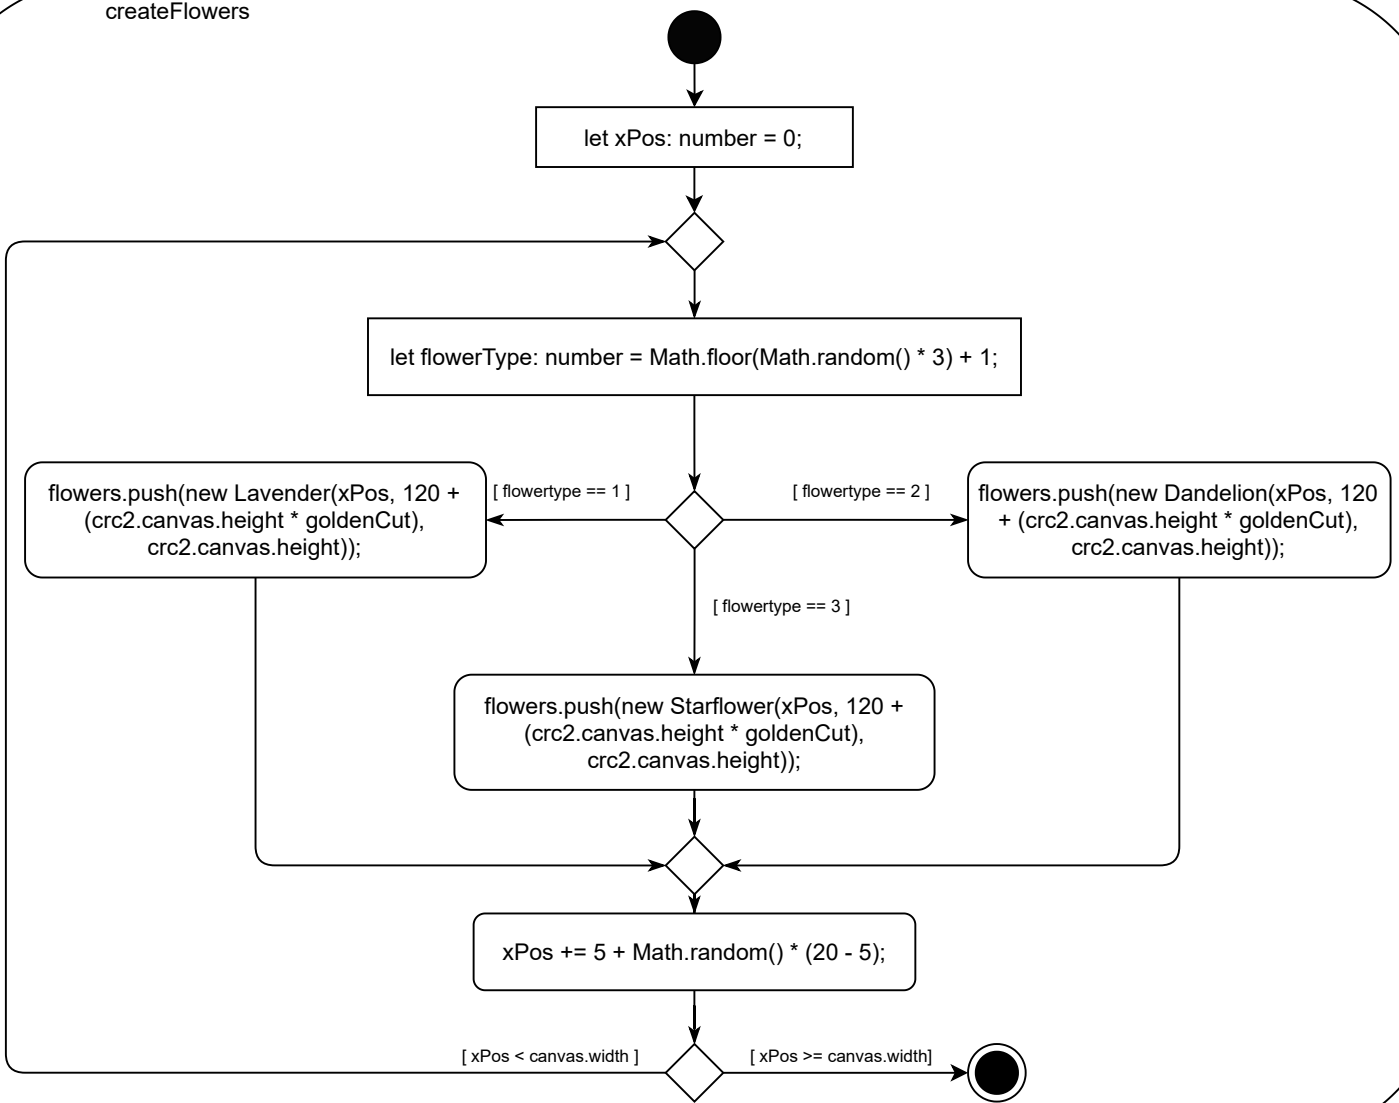 createFlowers
let xPos: number = 0;
let flowerType: number = Math.floor(Math.random() * 3) + 1;
flowers.push(new Lavender(xPos, 120 +
(crc2.canvas.height * goldenCut),
crc2.canvas.height));
[ flowertype == 1 ]
[ flowertype == 2 ]
flowers.push(new Dandelion(xPos, 120
+ (crc2.canvas.height * goldenCut),
crc2.canvas.height));
[ flowertype == 3 ]
flowers.push(new Starflower(xPos, 120 +
(crc2.canvas.height * goldenCut),
crc2.canvas.height));
xPos += 5 + Math.random() * (20 - 5);
[ xPos < canvas.width ]
[ xPos >= canvas.width]